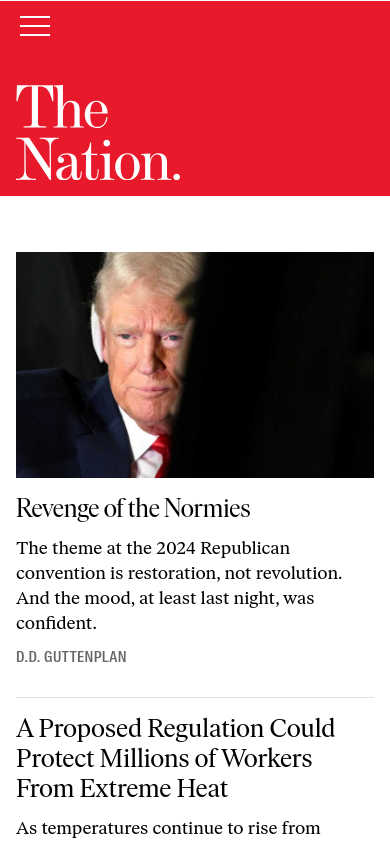 The
Nation.
Revenge of the Normies
The theme at the 2024 Republican
convention is restoration, not revolution.
And the mood, at least last night, was
confident.
D.D. GUTTENPLAN
A Proposed Regulation Could
Protect Millions of Workers
From Extreme Heat
As temperatures continue to rise from